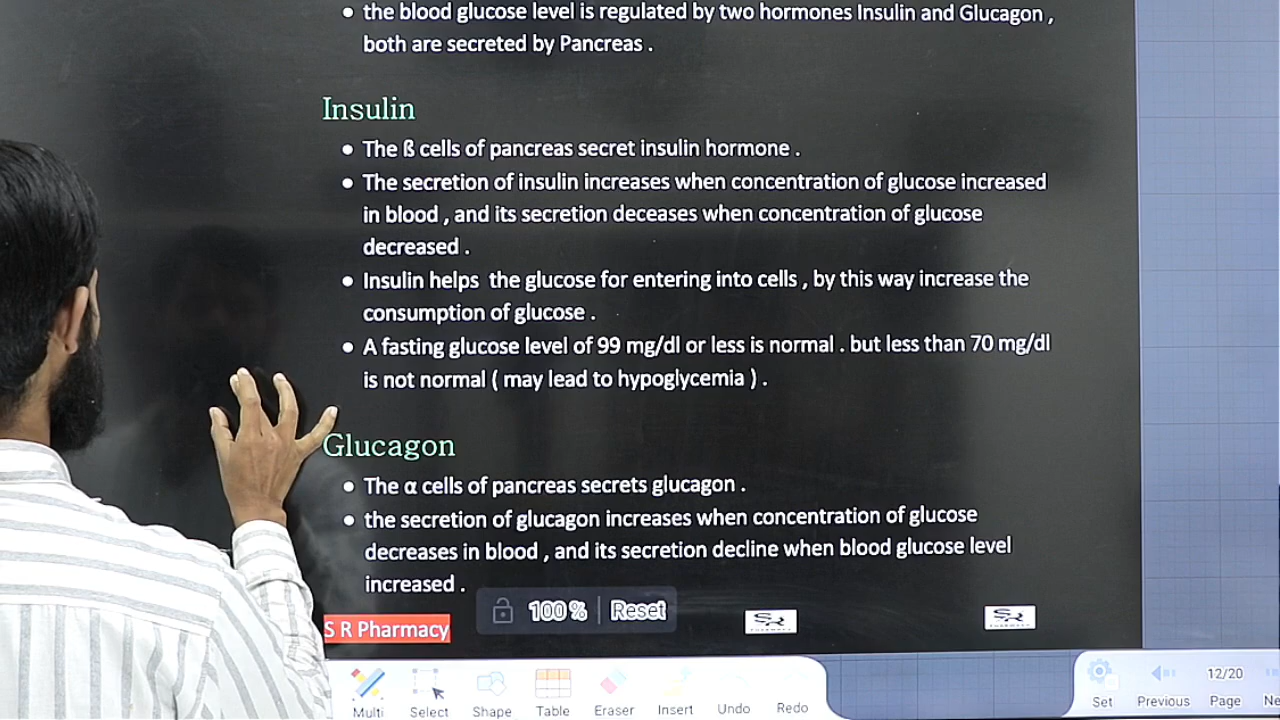 • the blood glucose level is regulated by two hormones Insulin and Glucagon ,
both are secreted by Pancreas .
Insulin
• The ß cells of pancreas secret insulin hormone .
• The secretion of insulin increases when concentration of glucose increased
in blood , and its secretion deceases when concentration of glucose
decreased .
• Insulin helps the glucose for entering into cells , by this way increase the
consumption of glucose .
• A fasting glucose level of 99 mg/dl or less is normal . but less than 70 mg/dl
is not normal ( may lead to hypoglycemia ) .
Glucagon
• The α cells of pancreas secrets glucagon .
• the secretion of glucagon increases when concentration of glucose
decreases in blood , and its secretion decline when blood glucose level
increased .
100 % Reset
S R Pharmacy
SR
SR
Multi Select Shape Table Eraser Insert Undo Redo
12/20
Set Previous Page Ne